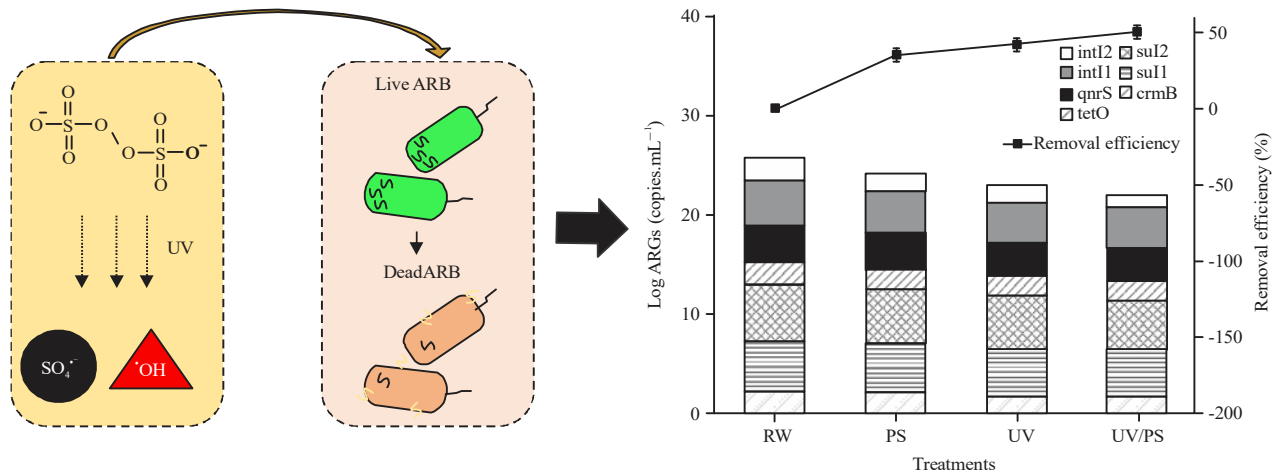 O
O⁻
S
O
O
O
O
S
O⁻
O
UV
SO₄•⁻
•OH
Live ARB
DeadARB
40
30
20
10
0
Log ARGs (copies.mL⁻¹)
intI2
suI2
intI1
suI1
qnrS
crmB
tetO
Removal efficiency
50
0
-50
-100
-150
-200
Removal efficiency (%)
RW
PS
UV
UV/PS
Treatments